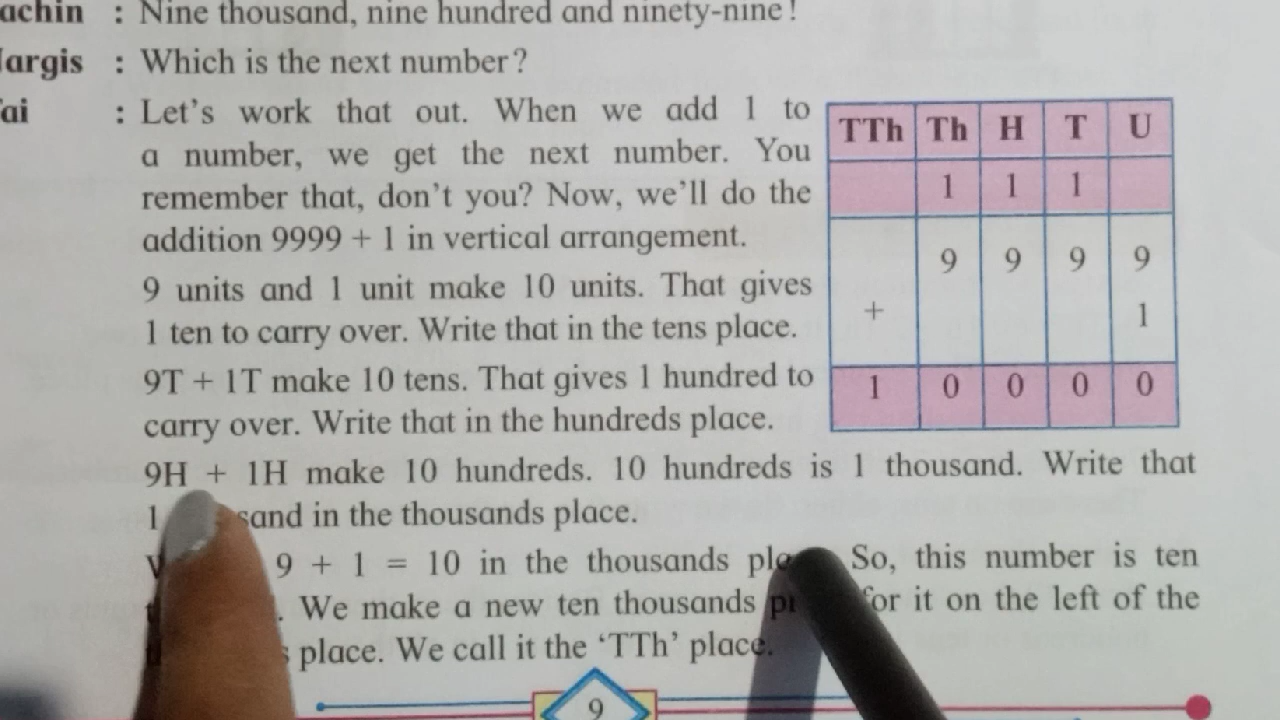 achin : Nine thousand, nine hundred and ninety-nine!
argis : Which is the next number?
ai : Let's work that out. When we add 1 to
a number, we get the next number. You
remember that, don't you? Now, we'll do the
addition 9999 + 1 in vertical arrangement.
9 units and 1 unit make 10 units. That gives
1 ten to carry over. Write that in the tens place.
9T + 1T make 10 tens. That gives 1 hundred to
carry over. Write that in the hundreds place.
TTh Th H T U
1 1 1
9 9 9 9
+ 1
1 0 0 0 0
9H + 1H make 10 hundreds. 10 hundreds is 1 thousand. Write that
1 sand in the thousands place.
9 + 1 = 10 in the thousands So, this number is ten
. We make a new ten thousands for it on the left of the
place. We call it the 'TTh' place.
9